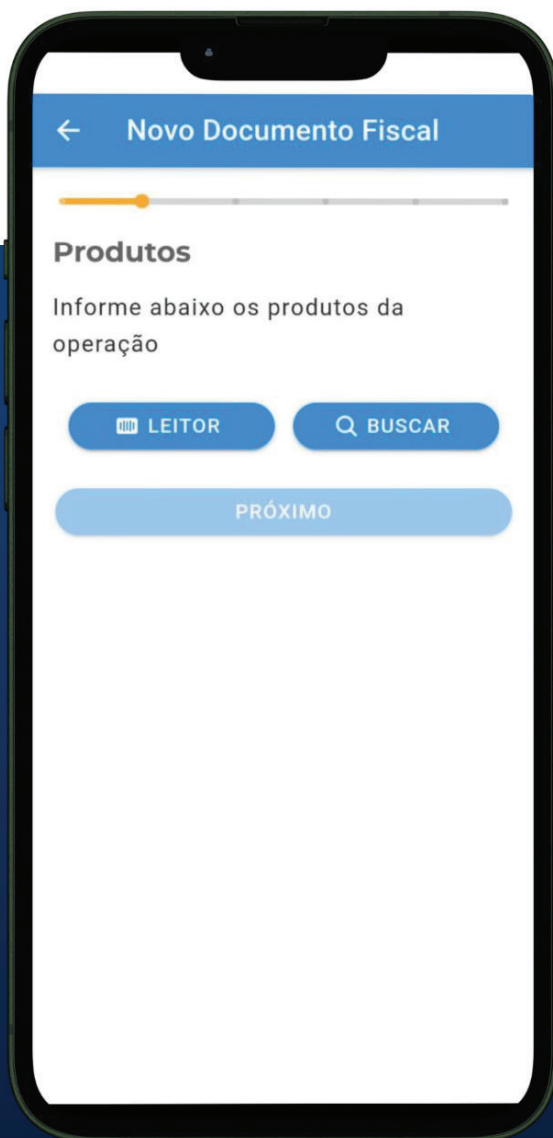 Novo Documento Fiscal
Produtos
Informe abaixo os produtos da
operação
LEITOR
BUSCAR
PRÓXIMO